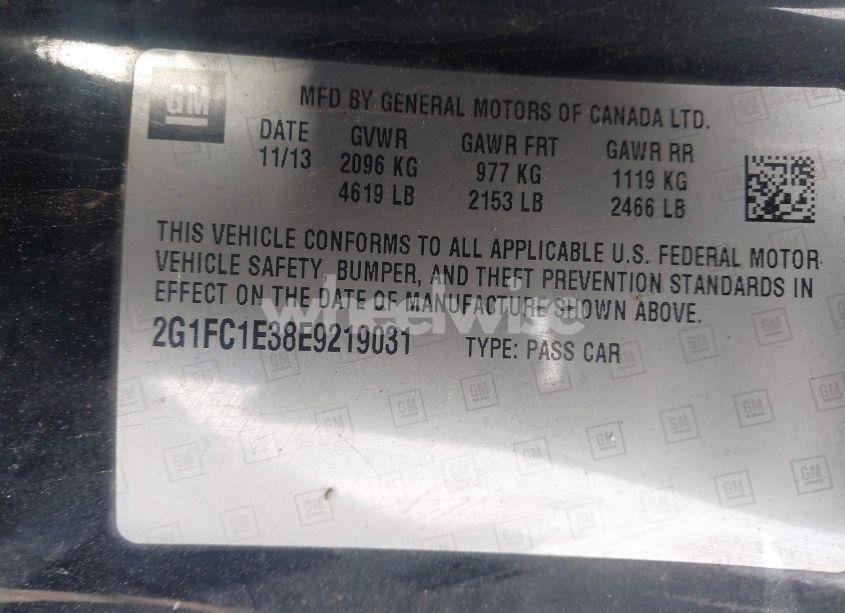 GM
MFD BY GENERAL MOTORS OF CANADA LTD.
DATE GVWR GAWR FRT GAWR RR
11/13 2096 KG 977 KG 1119 KG
4619 LB 2153 LB 2466 LB
THIS VEHICLE CONFORMS TO ALL APPLICABLE U.S. FEDERAL MOTOR
VEHICLE SAFETY, BUMPER, AND THEFT PREVENTION STANDARDS IN
EFFECT ON THE DATE OF MANUFACTURE SHOWN ABOVE.
wheelwise
2G1FC1E38E9219031 TYPE: PASS CAR